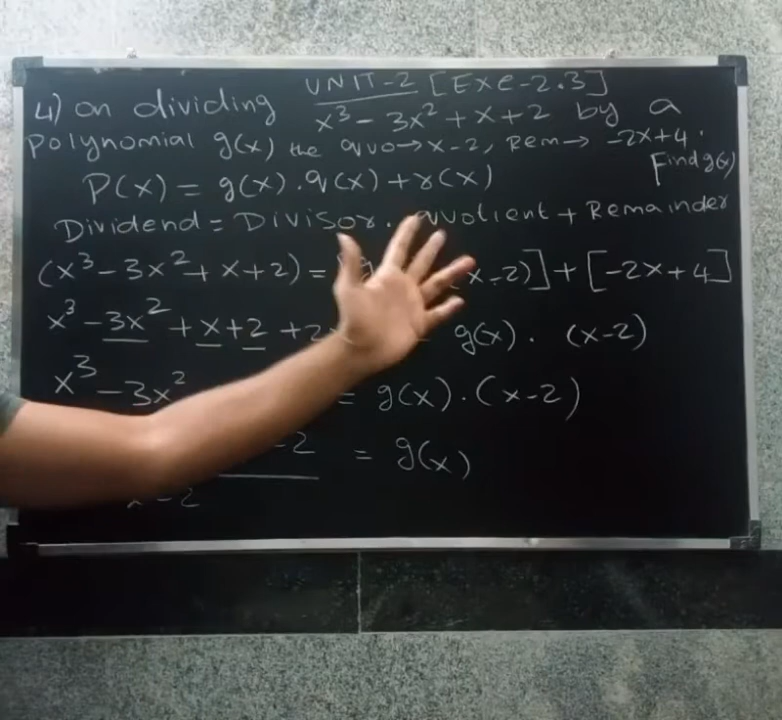 UNIT-2 [Exe-2.3]
4) on dividing x³ - 3x² + x + 2 by a
polynomial g(x) the quo→x-2, Rem→ -2x+4.
Find g(x)
P(x) = g(x).q(x)+r(x)
Dividend = Divisor. quotient + Remainder
(x³-3x²+x+2) = x-2)]+[-2x+4]
x³ - 3x² + x + 2 + 2 g(x). (x-2)
x³ - 3x² = g(x).(x-2)
-2 = g(x)
x-2